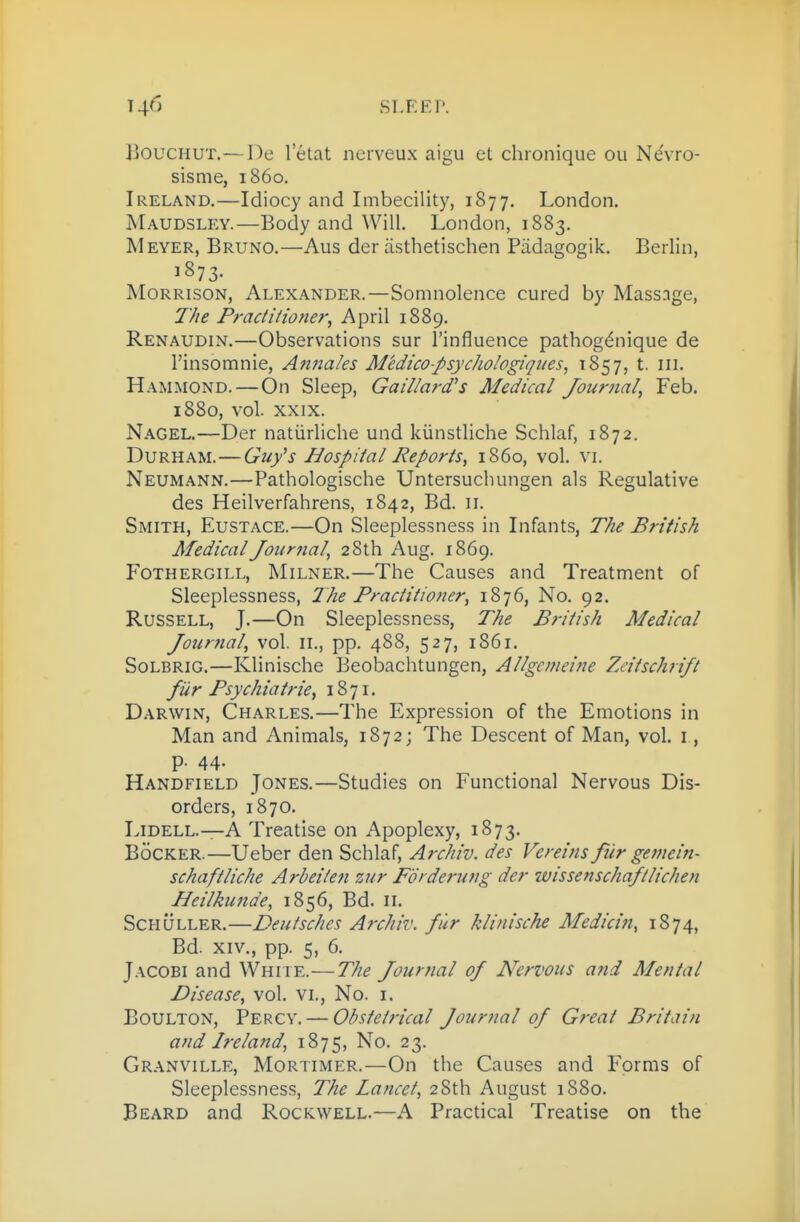 146 SLEEP.
BOUCHUT.—De l'état nerveux aigu et chronique ou Névro-
sisme, 1860.
IRELAND.—Idiocy and Imbecility, 1877. London.
MAUDSLEY.—Body and Will. London, 1883.
MEYER, BRUNO.—Aus der ästhetischen Pädagogik. Berlin,
1873.
MORRISON, ALEXANDER.—Somnolence cured by Massage,
The Practitioner, April 1889.
RENAUDIN.—Observations sur l'influence pathogénique de
l'insomnie, Annales Médico-psychologiques, 1857, t. III.
HAMMOND.—On Sleep, Gaillard's Medical Journal, Feb.
1880, vol. XXIX.
NAGEL.—Der natürliche und künstliche Schlaf, 1872.
DURHAM.—Guy's Hospital Reports, 1860, vol. VI.
NEUMANN.—Pathologische Untersuchungen als Regulative
des Heilverfahrens, 1842, Bd. II.
SMITH, EUSTACE.—On Sleeplessness in Infants, The British
Medical Journal, 28th Aug. 1869.
FOTHERGILL, MILNER.—The Causes and Treatment of
Sleeplessness, The Practitioner, 1876, No. 92.
RUSSELL, J.—On Sleeplessness, The British Medical
Journal, vol. II., pp. 488, 527, 1861.
SOLBRIG.—Klinische Beobachtungen, Allgemeine Zeitschrift
für Psychiatrie, 1871.
DARWIN, CHARLES.—The Expression of the Emotions in
Man and Animals, 1872; The Descent of Man, vol. I,
p. 44.
HANDFIELD JONES.—Studies on Functional Nervous Dis-
orders, 1870.
LIDELL.—A Treatise on Apoplexy, 1873.
BÖCKER.—Ueber den Schlaf, Archiv. des Vereins für gemein-
schaftliche Arbeiten zur Förderung der wissenschaftlichen
Heilkunde, 1856, Bd. II.
SCHÜLLER.—Deutsches Archiv. für klinische Medicin, 1874,
Bd. XIV., pp. 5, 6.
JACOBI and WHITE.—The Journal of Nervous and Mental
Disease, vol. VI., No. 1.
BOULTON, PERCY.—Obstetrical Journal of Great Britain
and Ireland, 1875, No. 23.
GRANVILLE, MORTIMER.—On the Causes and Forms of
Sleeplessness, The Lancet, 28th August 1880.
BEARD and ROCKWELL.—A Practical Treatise on the